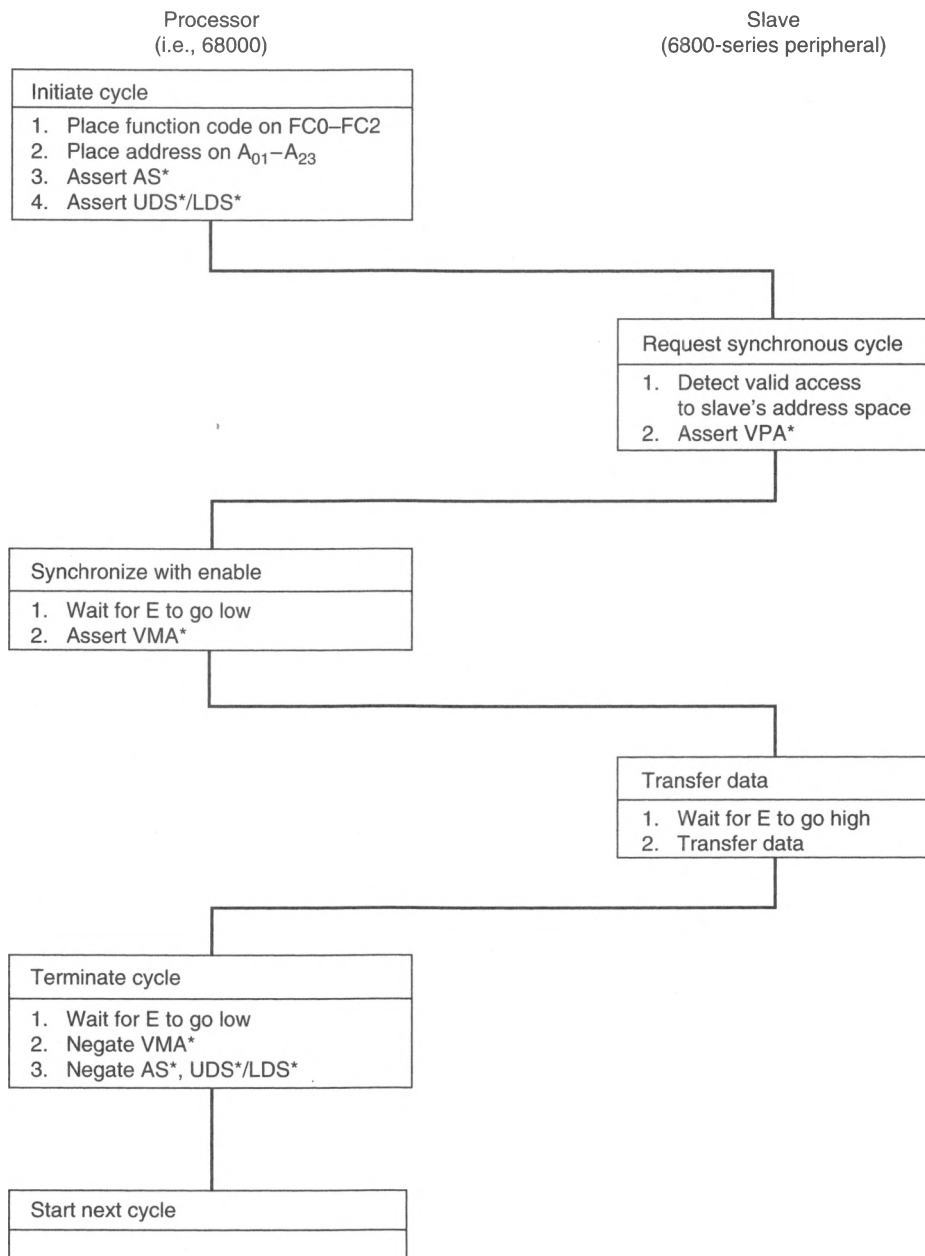 Processor
(i.e., 68000)
Slave
(6800-series peripheral)
Initiate cycle
1. Place function code on FC0–FC2
2. Place address on A₀₁–A₂₃
3. Assert AS*
4. Assert UDS*/LDS*
Request synchronous cycle
1. Detect valid access
to slave's address space
2. Assert VPA*
Synchronize with enable
1. Wait for E to go low
2. Assert VMA*
Transfer data
1. Wait for E to go high
2. Transfer data
Terminate cycle
1. Wait for E to go low
2. Negate VMA*
3. Negate AS*, UDS*/LDS*
Start next cycle